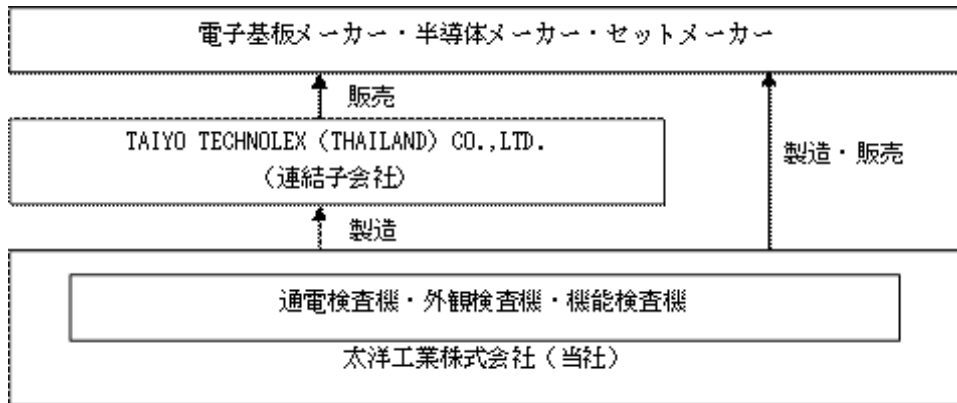 電子基板メーカー・半導体メーカー・セットメーカー
販売
TAIYO TECHNOLEX (THAILAND) CO.,LTD.
(連結子会社)
製造・販売
製造
通電検査機・外観検査機・機能検査機
太洋工業株式会社(当社)